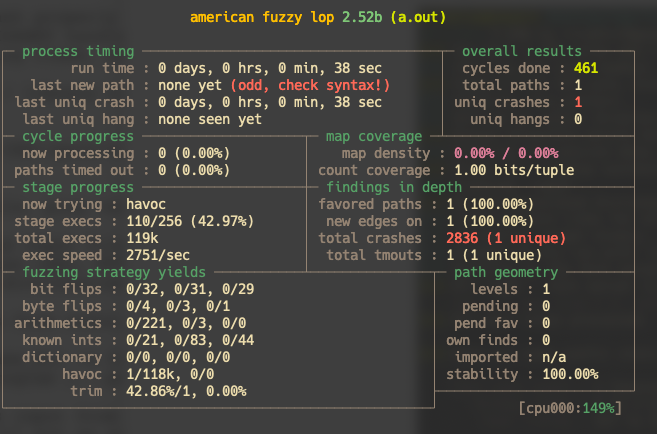 american fuzzy lop 2.52b (a.out)
process timing
overall results
run time : 0 days, 0 hrs, 0 min, 38 sec
cycles done : 461
last new path : none yet (odd, check syntax!)
total paths : 1
last uniq crash : 0 days, 0 hrs, 0 min, 38 sec
uniq crashes : 1
last uniq hang : none seen yet
uniq hangs : 0
cycle progress
map coverage
now processing : 0 (0.00%)
map density : 0.00% / 0.00%
paths timed out : 0 (0.00%)
count coverage : 1.00 bits/tuple
stage progress
findings in depth
now trying : havoc
favored paths : 1 (100.00%)
stage execs : 110/256 (42.97%)
new edges on : 1 (100.00%)
total execs : 119k
total crashes : 2836 (1 unique)
exec speed : 2751/sec
total tmouts : 1 (1 unique)
fuzzing strategy yields
path geometry
bit flips : 0/32, 0/31, 0/29
levels : 1
byte flips : 0/4, 0/3, 0/1
pending : 0
arithmetics : 0/221, 0/3, 0/0
pend fav : 0
known ints : 0/21, 0/83, 0/44
own finds : 0
dictionary : 0/0, 0/0, 0/0
imported : n/a
havoc : 1/118k, 0/0
stability : 100.00%
trim : 42.86%/1, 0.00%
[cpu000:149%]